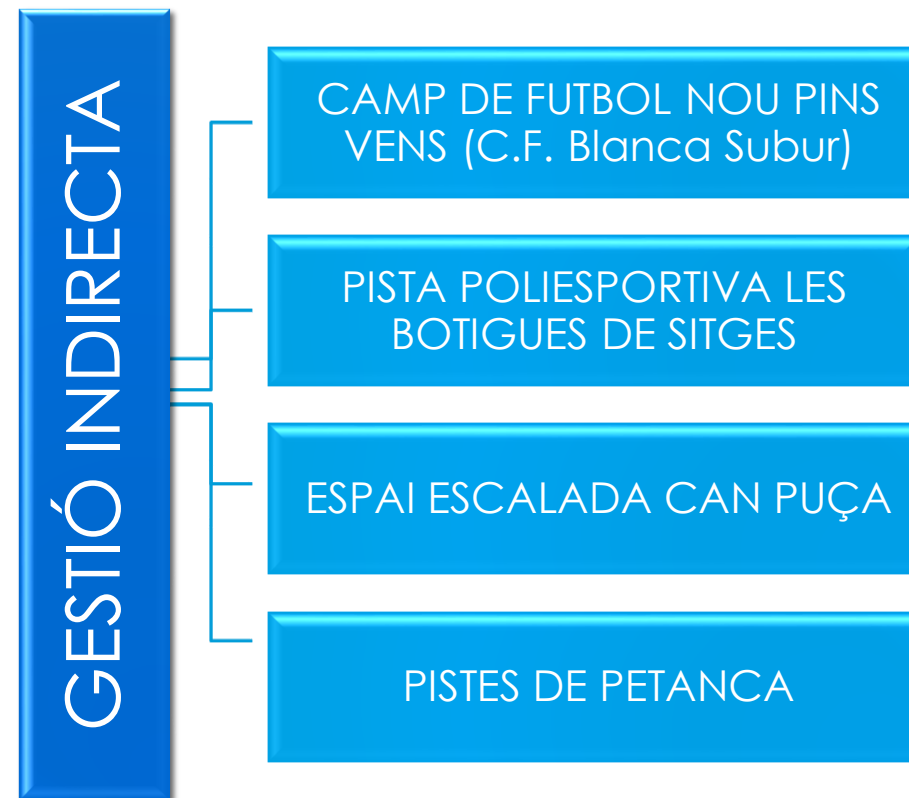 GESTIÓ INDIRECTA
CAMP DE FUTBOL NOU PINS
VENS (C.F. Blanca Subur)
PISTA POLIESPORTIVA LES
BOTIGUES DE SITGES
ESPAI ESCALADA CAN PUÇA
PISTES DE PETANCA